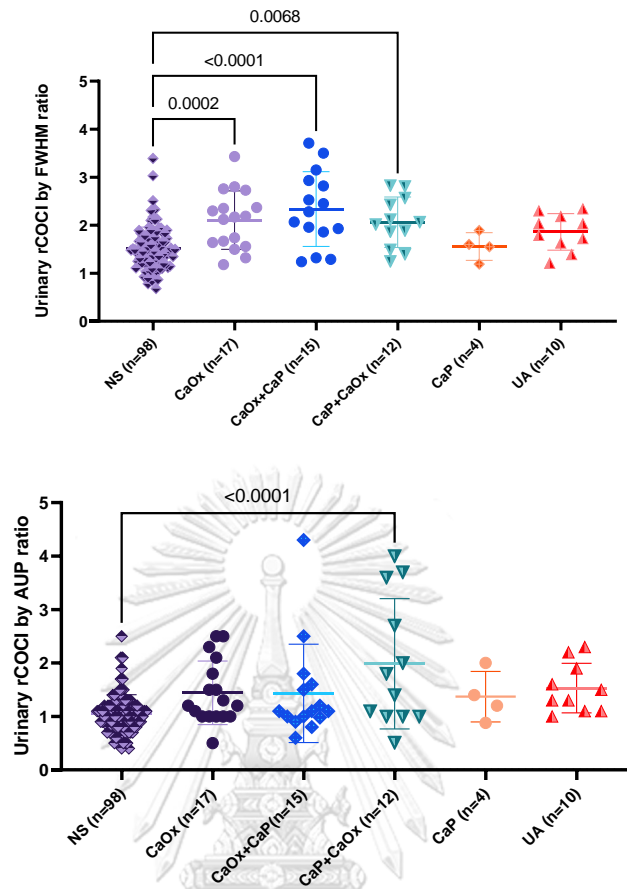 0.0068
<0.0001
0.0002
Urinary rCOCI by FWHM ratio
5
4
3
2
1
0
NS (n=98)
CaOx (n=17)
CaOx+CaP (n=15)
CaP+CaOx (n=12)
CaP (n=4)
UA (n=10)
<0.0001
Urinary rCOCI by AUP ratio
5
4
3
2
1
0
NS (n=98)
CaOx (n=17)
CaOx+CaP(n=15)
CaP+CaOx (n=12)
CaP (n=4)
UA (n=10)